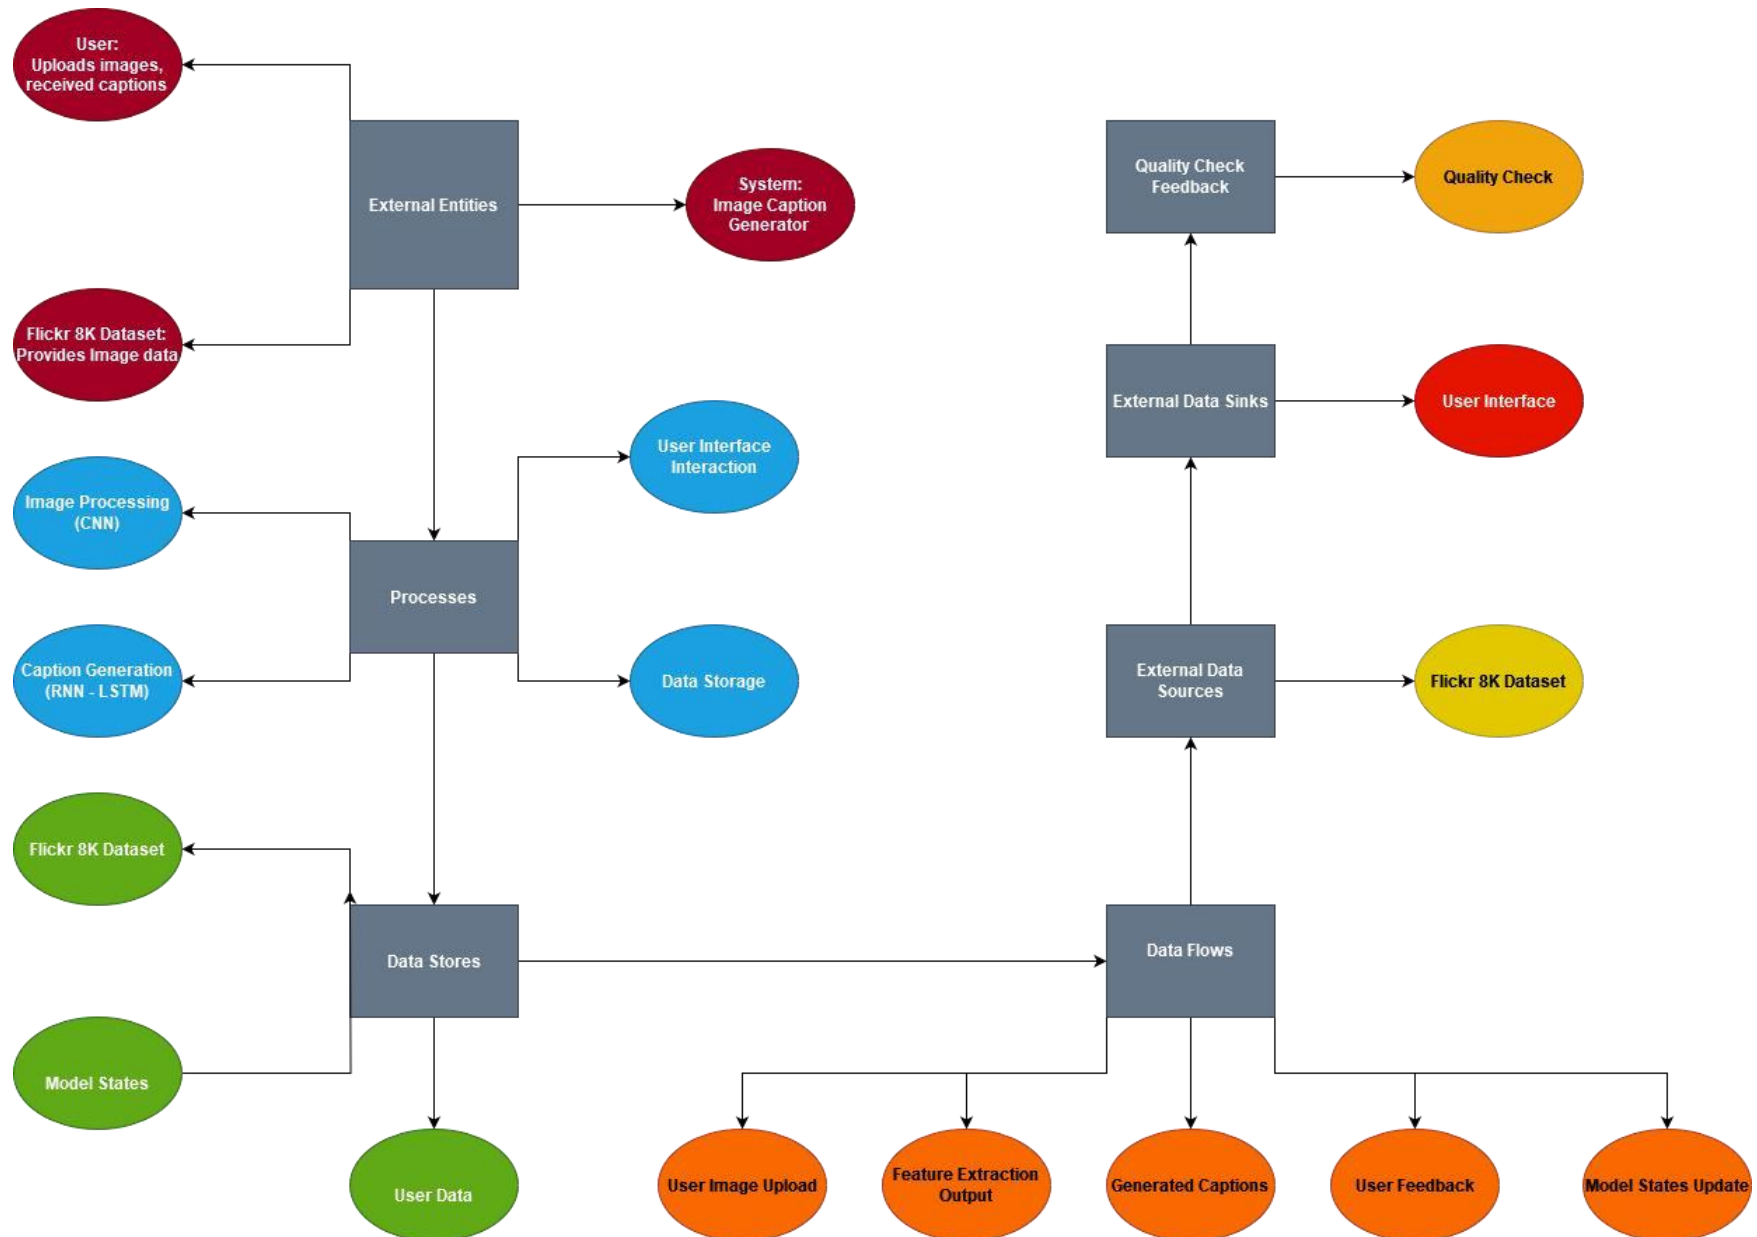 User:
Uploads images,
received captions
External Entities
System:
Image Caption
Generator
Flickr 8K Dataset:
Provides Image data
User Interface
Interaction
Image Processing
(CNN)
Processes
Caption Generation
(RNN - LSTM)
Data Storage
Flickr 8K Dataset
Data Stores
Model States
User Data
Quality Check
Feedback
Quality Check
External Data Sinks
User Interface
External Data
Sources
Flickr 8K Dataset
Data Flows
User Image Upload
Feature Extraction
Output
Generated Captions
User Feedback
Model States Update